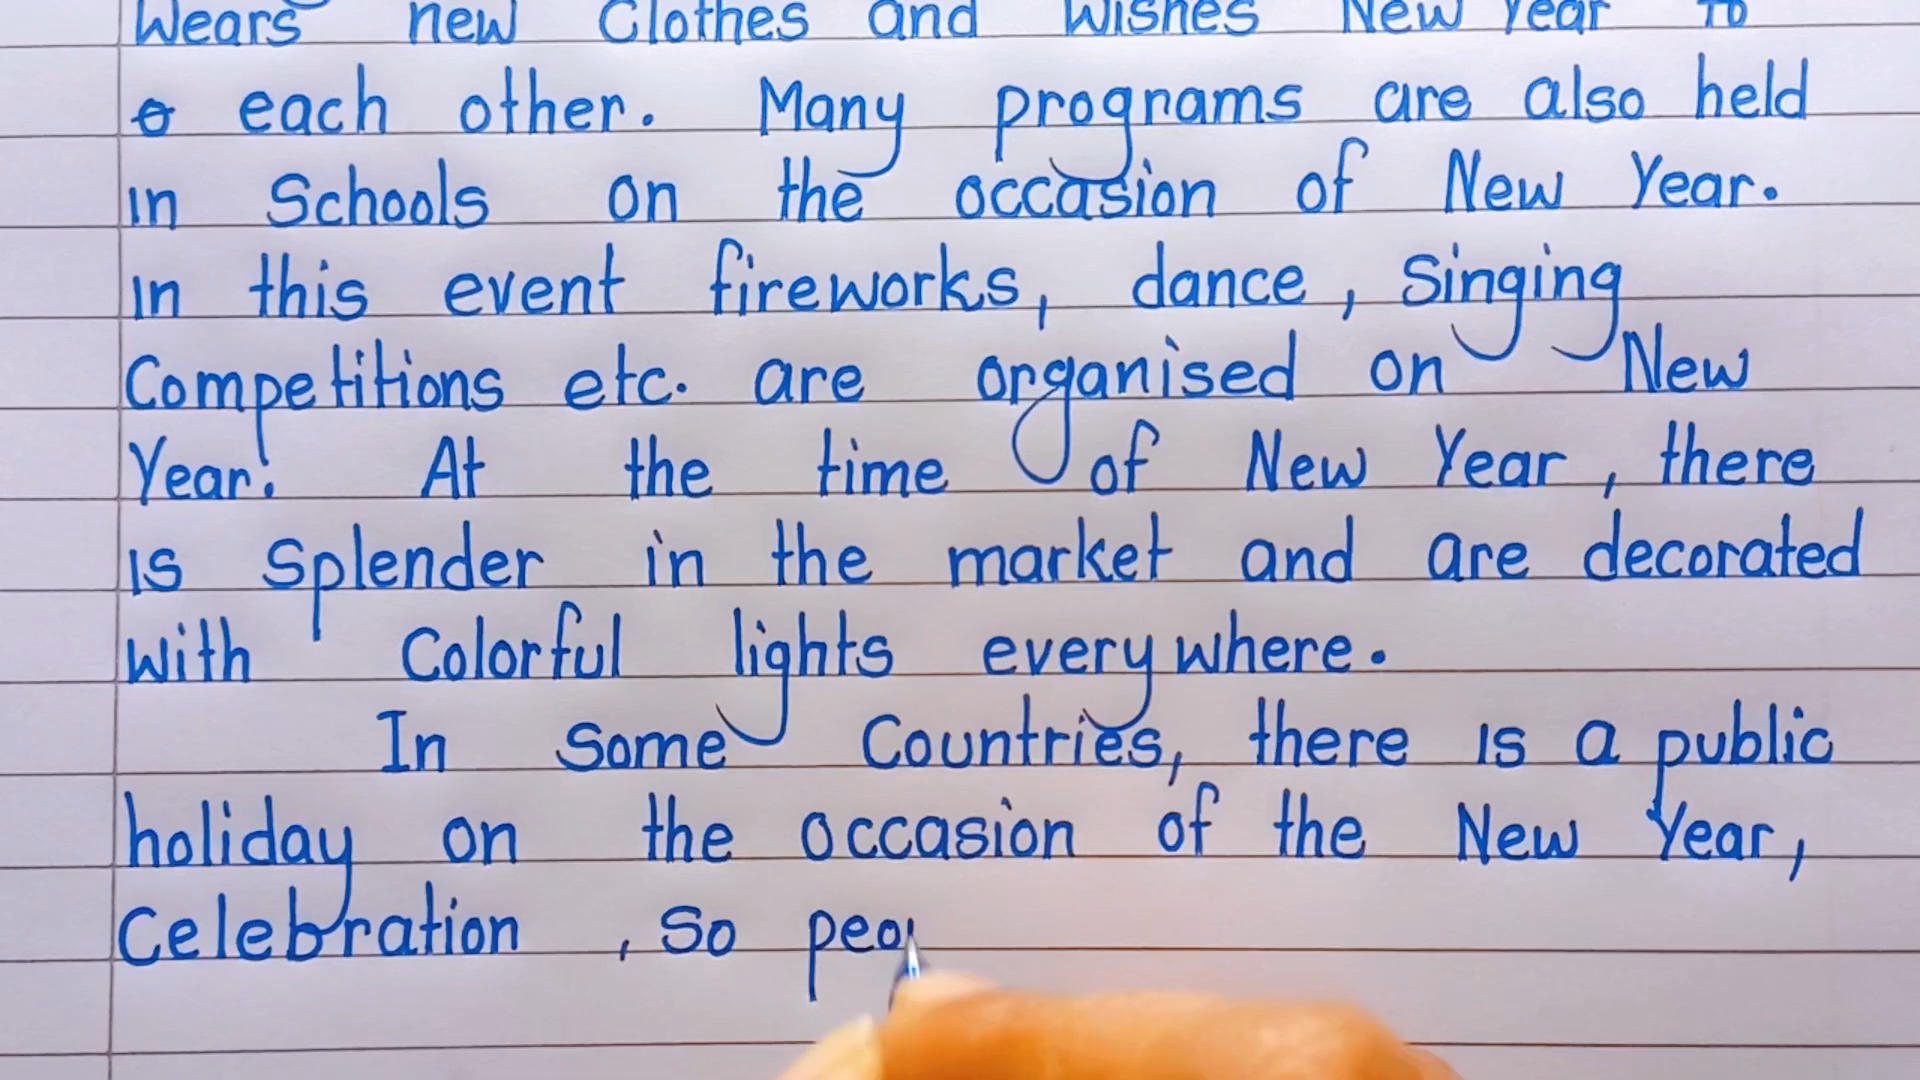 Wears new Clothes and Wishes New Year to
each other. Many programs are also held
in Schools on the occasion of New Year.
in this event fireworks, dance, Singing
Competitions etc. are organised on New
Year. At the time of New Year, there
is Splender in the market and are decorated
with Colorful lights everywhere.
In Some Countries, there is a public
holiday on the occasion of the New Year,
Celebration, So peo